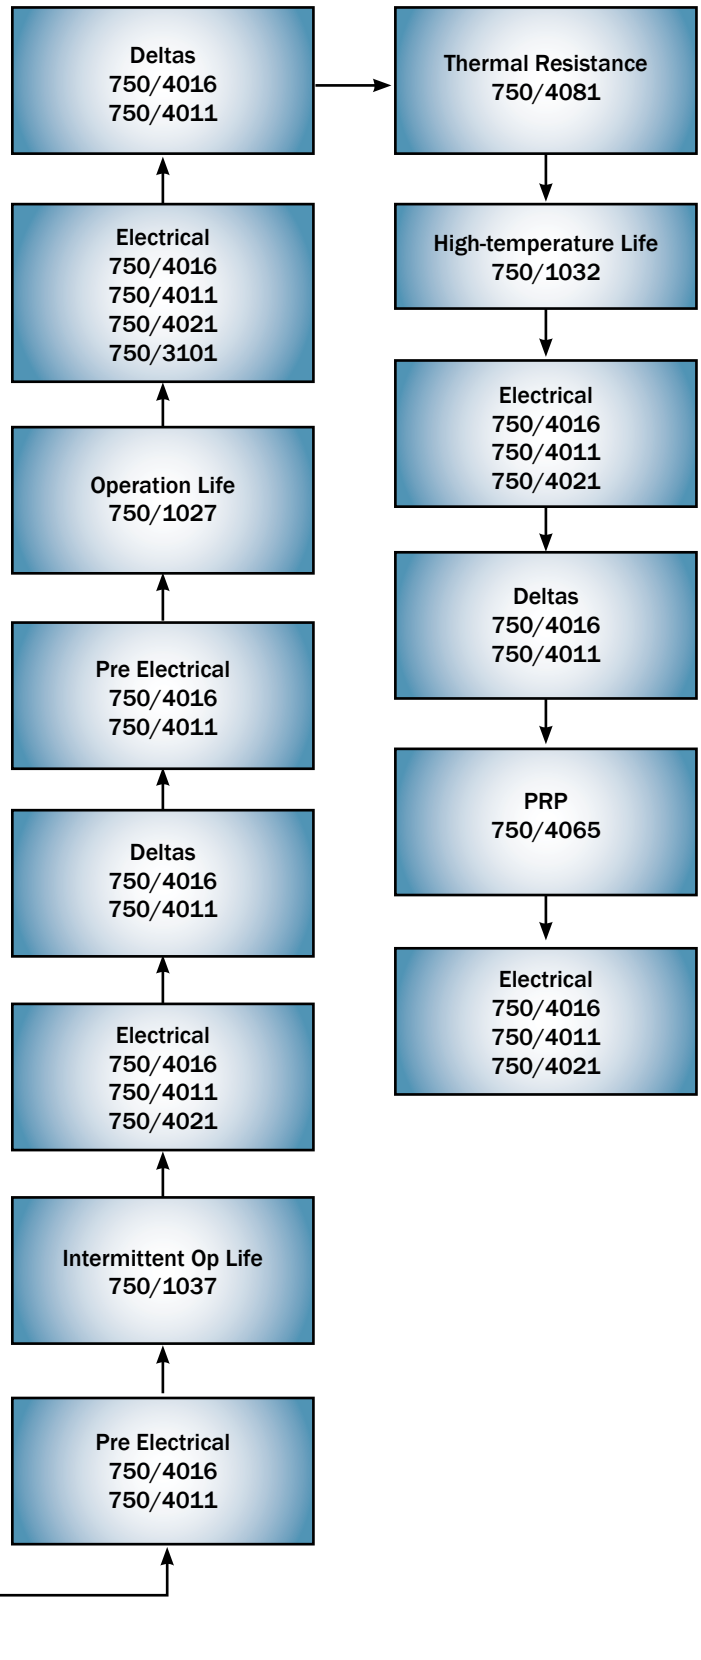 Deltas
750/4016
750/4011
Electrical
750/4016
750/4011
750/4021
750/3101
Operation Life
750/1027
Pre Electrical
750/4016
750/4011
Deltas
750/4016
750/4011
Electrical
750/4016
750/4011
750/4021
Intermittent Op Life
750/1037
Pre Electrical
750/4016
750/4011
Thermal Resistance
750/4081
High-temperature Life
750/1032
Electrical
750/4016
750/4011
750/4021
Deltas
750/4016
750/4011
PRP
750/4065
Electrical
750/4016
750/4011
750/4021